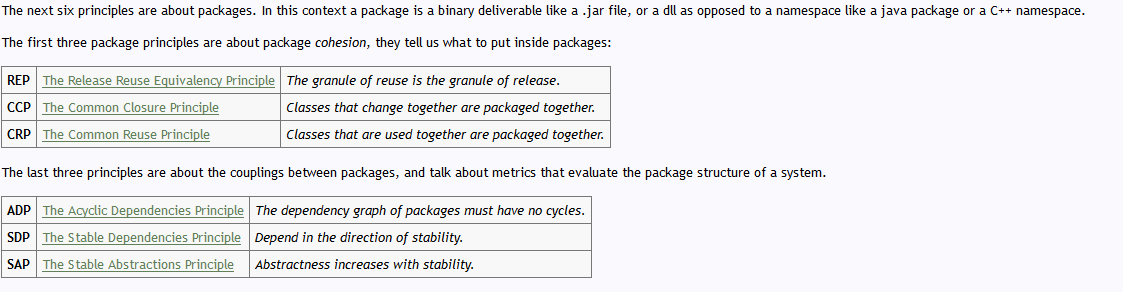 The next six principles are about packages. In this context a package is a binary deliverable like a .jar file, or a dll as opposed to a namespace like a java package or a C++ namespace.
The first three package principles are about package cohesion, they tell us what to put inside packages:
REP The Release Reuse Equivalency Principle The granule of reuse is the granule of release.
CCP The Common Closure Principle Classes that change together are packaged together.
CRP The Common Reuse Principle Classes that are used together are packaged together.
The last three principles are about the couplings between packages, and talk about metrics that evaluate the package structure of a system.
ADP The Acyclic Dependencies Principle The dependency graph of packages must have no cycles.
SDP The Stable Dependencies Principle Depend in the direction of stability.
SAP The Stable Abstractions Principle Abstractness increases with stability.